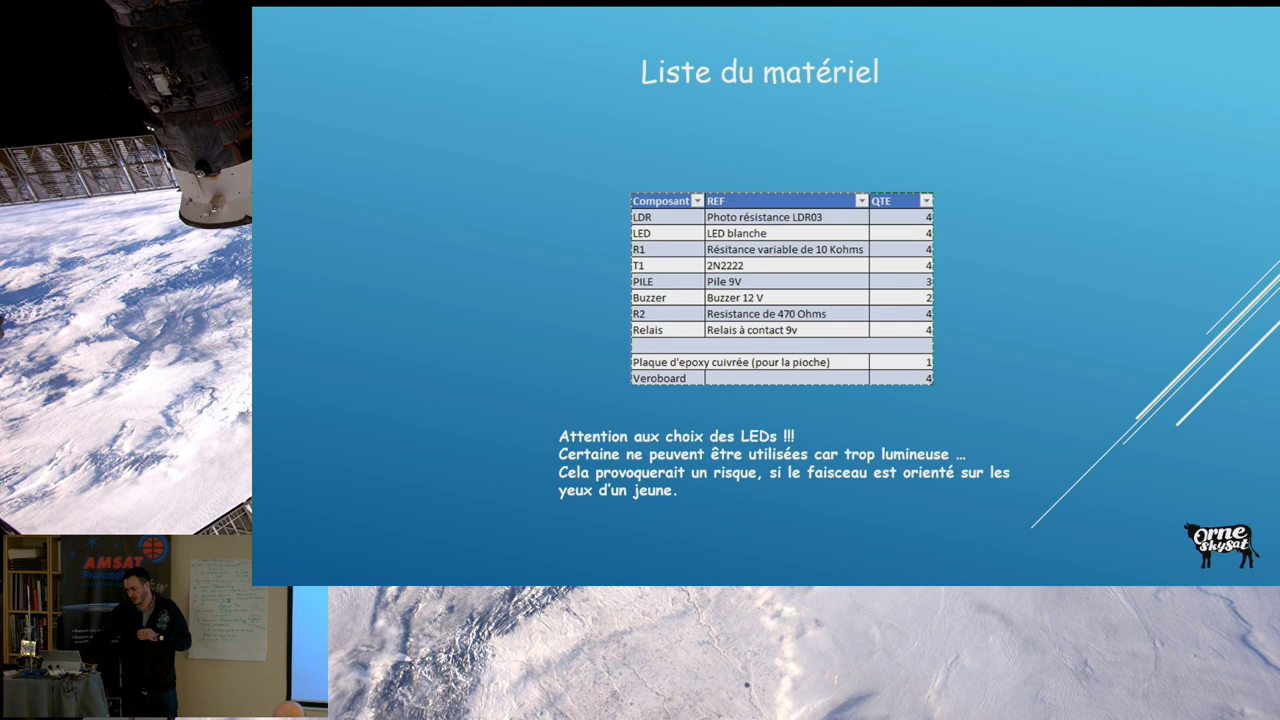 Liste du matériel
Composant REF QTE
LDR Photo résistance LDR03 4
LED LED blanche 4
R1 Résitance variable de 10 Kohms 4
T1 2N2222 4
PILE Pile 9V 3
Buzzer Buzzer 12 V 2
R2 Resistance de 470 Ohms 4
Relais Relais à contact 9v 4
Plaque d'epoxy cuivrée (pour la pioche) 1
Veroboard 4
Attention aux choix des LEDs !!!
Certaine ne peuvent être utilisées car trop lumineuse ...
Cela provoquerait un risque, si le faisceau est orienté sur les
yeux d'un jeune.
Orne
SkySat
AMSAT